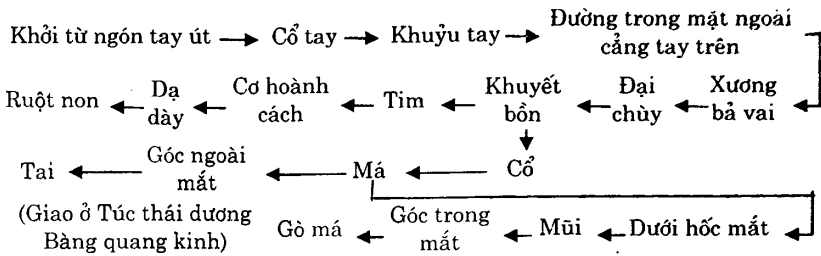 Khởi từ ngón tay út → Cổ tay → Khuỷu tay → Đường trong mặt ngoài
cẳng tay trên
Ruột non ← Dạ ← Cơ hoành ← Tim ← Khuyết ← Đại ← Xương
dày cách bồn chùy bả vai
Tai ← Góc ngoài ← Má ← Cổ
mắt
(Giao ở Túc thái dương Gò má ← Góc trong ← Mũi ← Dưới hốc mắt
Bàng quang kinh) mắt